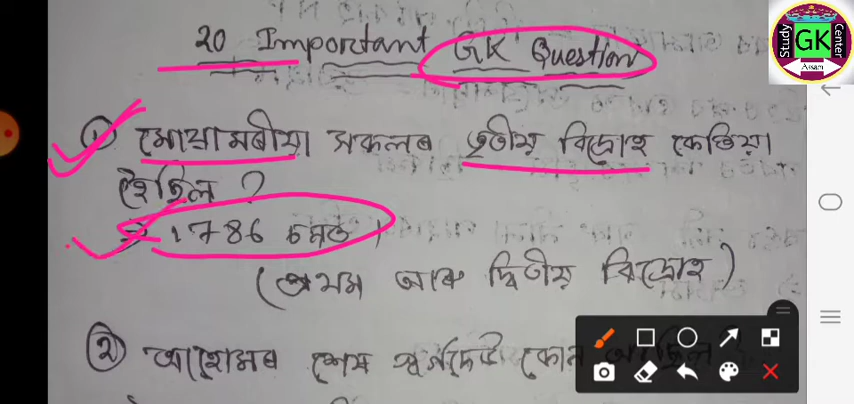 20 Important GK Question
Study GK Center
Assam
① মোৱামৰীয়া সকলৰ তৃতীয় বিদ্ৰোহ কেতিয়া
হৈছিল ?
⇒ 1786 চনত ।
(প্ৰথম আৰু দ্বিতীয় বিদ্ৰোহ)
② আহোমৰ শেষ স্বৰ্গদেউ কোন আছিল